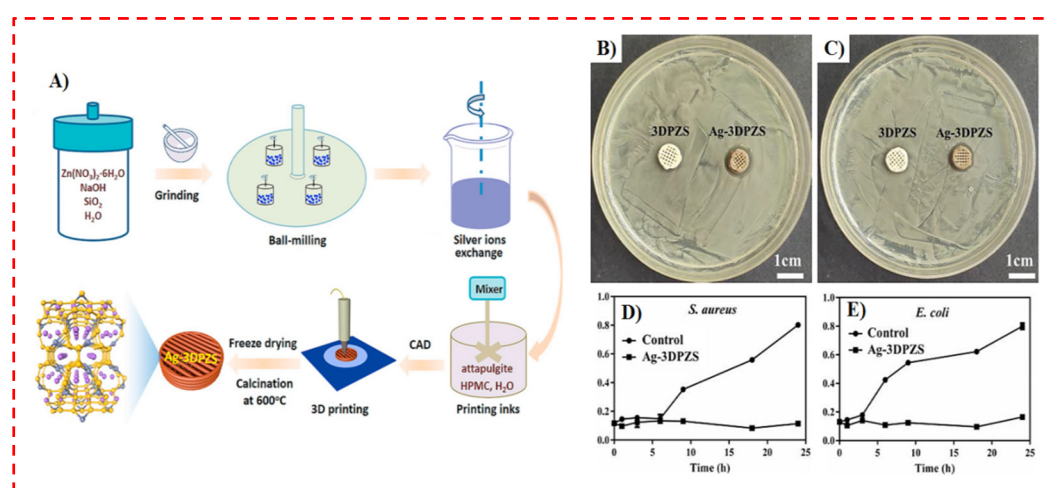 A)
Zn(NO₃)₂·6H₂O
NaOH
SiO₂
H₂O
Grinding
Ball-milling
Silver ions
exchange
Mixer
attapulgite
HPMC, H₂O
Printing inks
CAD
3D printing
Freeze drying
Calcination
at 600°C
Ag-3DPZS
B)
3DPZS
Ag-3DPZS
1cm
C)
3DPZS
Ag-3DPZS
1cm
D)
S. aureus
Control
Ag-3DPZS
1.0
0.8
0.6
0.4
0.2
0.0
0 5 10 15 20 25
Time (h)
E)
E. coli
Control
Ag-3DPZS
1.0
0.8
0.6
0.4
0.2
0.0
0 5 10 15 20 25
Time (h)